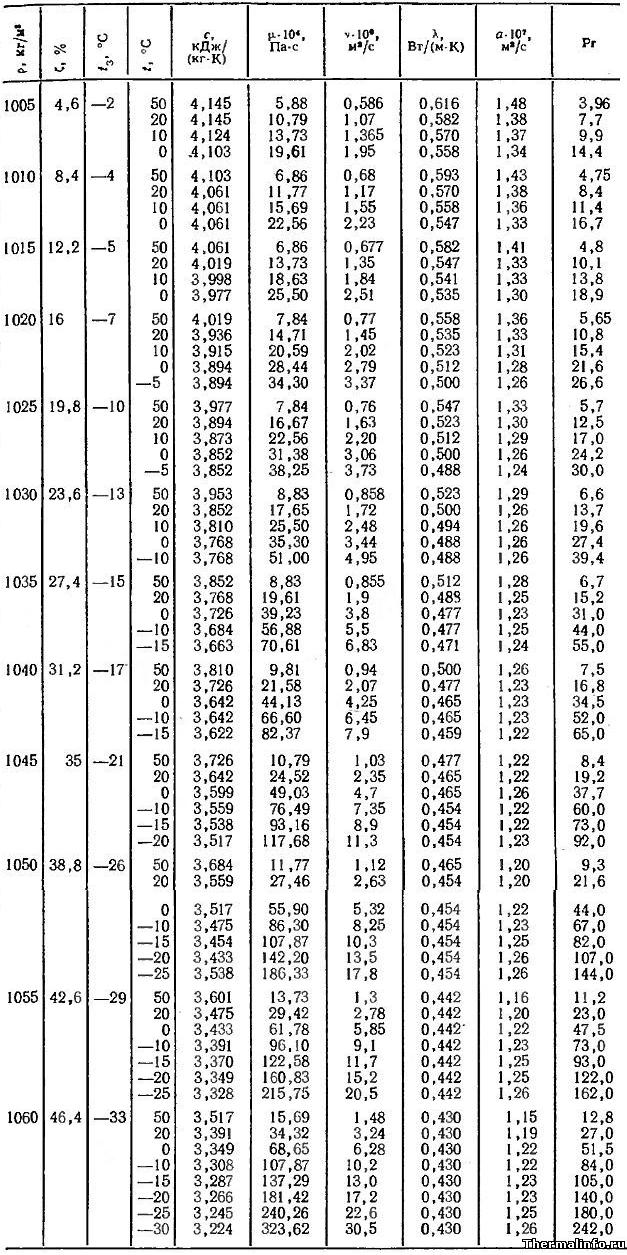 ρ, кг/м³ ζ, % t₃, °C t, °C c, кДж/(кг·К) μ·10⁴, Па·с ν·10⁶, м²/с λ, Вт/(м·К) a·10⁷, м²/с Pr
1005 4,6 —2 50 4,145 5,88 0,586 0,616 1,48 3,96
20 4,145 10,79 1,07 0,582 1,38 7,7
10 4,124 13,73 1,365 0,570 1,37 9,9
0 4,103 19,61 1,95 0,558 1,34 14,4
1010 8,4 —4 50 4,103 6,86 0,68 0,593 1,43 4,75
20 4,061 11,77 1,17 0,570 1,38 8,4
10 4,061 15,69 1,55 0,558 1,36 11,4
0 4,061 22,56 2,23 0,547 1,33 16,7
1015 12,2 —5 50 4,061 6,86 0,677 0,582 1,41 4,8
20 4,019 13,73 1,35 0,547 1,33 10,1
10 3,998 18,63 1,84 0,541 1,33 13,8
0 3,977 25,50 2,51 0,535 1,30 18,9
1020 16 —7 50 4,019 7,84 0,77 0,558 1,36 5,65
20 3,936 14,71 1,45 0,535 1,33 10,8
10 3,915 20,59 2,02 0,523 1,31 15,4
0 3,894 28,44 2,79 0,512 1,28 21,6
—5 3,894 34,30 3,37 0,500 1,26 26,6
1025 19,8 —10 50 3,977 7,84 0,76 0,547 1,33 5,7
20 3,894 16,67 1,63 0,523 1,30 12,5
10 3,873 22,56 2,20 0,512 1,29 17,0
0 3,852 31,38 3,06 0,500 1,26 24,2
—5 3,852 38,25 3,73 0,488 1,24 30,0
1030 23,6 —13 50 3,953 8,83 0,858 0,523 1,29 6,6
20 3,852 17,65 1,72 0,500 1,26 13,7
10 3,810 25,50 2,48 0,494 1,26 19,6
0 3,768 35,30 3,44 0,488 1,26 27,4
—10 3,768 51,00 4,95 0,488 1,26 39,4
1035 27,4 —15 50 3,852 8,83 0,855 0,512 1,28 6,7
20 3,768 19,61 1,9 0,488 1,25 15,2
0 3,726 39,23 3,8 0,477 1,23 31,0
—10 3,684 56,88 5,5 0,477 1,25 44,0
—15 3,663 70,61 6,83 0,471 1,24 55,0
1040 31,2 —17 50 3,810 9,81 0,94 0,500 1,26 7,5
20 3,726 21,58 2,07 0,477 1,23 16,8
0 3,642 44,13 4,25 0,465 1,23 34,5
—10 3,642 66,60 6,45 0,465 1,23 52,0
—15 3,622 82,37 7,9 0,459 1,22 65,0
1045 35 —21 50 3,726 10,79 1,03 0,477 1,22 8,4
20 3,642 24,52 2,35 0,465 1,22 19,2
0 3,599 49,03 4,7 0,465 1,26 37,7
—10 3,559 76,49 7,35 0,454 1,22 60,0
—15 3,538 93,16 8,9 0,454 1,22 73,0
—20 3,517 117,68 11,3 0,454 1,23 92,0
1050 38,8 —26 50 3,684 11,77 1,12 0,465 1,20 9,3
20 3,559 27,46 2,63 0,454 1,20 21,6
0 3,517 55,90 5,32 0,454 1,22 44,0
—10 3,475 86,30 8,25 0,454 1,23 67,0
—15 3,454 107,87 10,3 0,454 1,25 82,0
—20 3,433 142,20 13,5 0,454 1,26 107,0
—25 3,538 186,33 17,8 0,454 1,26 144,0
1055 42,6 —29 50 3,601 13,73 1,3 0,442 1,16 11,2
20 3,475 29,42 2,78 0,442 1,20 23,0
0 3,433 61,78 5,85 0,442 1,22 47,5
—10 3,391 96,10 9,1 0,442 1,23 73,0
—15 3,370 122,58 11,7 0,442 1,25 93,0
—20 3,349 160,83 15,2 0,442 1,25 122,0
—25 3,328 215,75 20,5 0,442 1,26 162,0
1060 46,4 —33 50 3,517 15,69 1,48 0,430 1,15 12,8
20 3,391 34,32 3,24 0,430 1,19 27,0
0 3,349 68,65 6,28 0,430 1,22 51,5
—10 3,308 107,87 10,2 0,430 1,22 84,0
—15 3,287 137,29 13,0 0,430 1,23 105,0
—20 3,266 181,42 17,2 0,430 1,23 140,0
—25 3,245 240,26 22,6 0,430 1,25 180,0
—30 3,224 323,62 30,5 0,430 1,26 242,0
Thermalinfo.ru